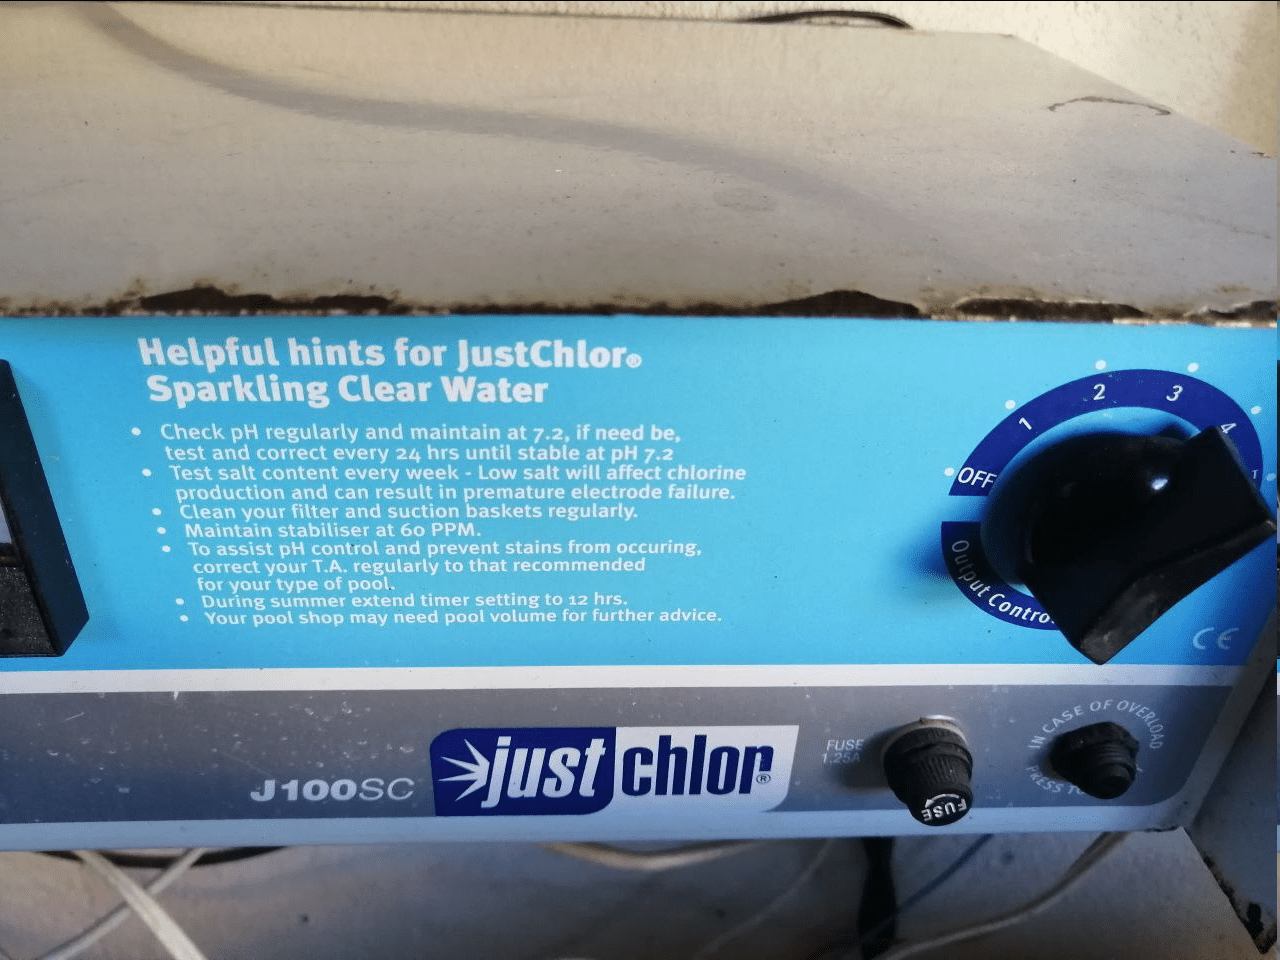 Helpful hints for JustChlor®
Sparkling Clear Water
• Check pH regularly and maintain at 7.2, if need be,
test and correct every 24 hrs until stable at pH 7.2
• Test salt content every week - Low salt will affect chlorine
production and can result in premature electrode failure.
• Clean your filter and suction baskets regularly.
• Maintain stabiliser at 60 PPM.
• To assist pH control and prevent stains from occuring,
correct your T.A. regularly to that recommended
for your type of pool.
• During summer extend timer setting to 12 hrs.
• Your pool shop may need pool volume for further advice.
OFF 1 2 3 4
Output
CE
J100SC
just chlor®
FUSE
1.25A
FUSE
IN CASE OF OVERLOAD